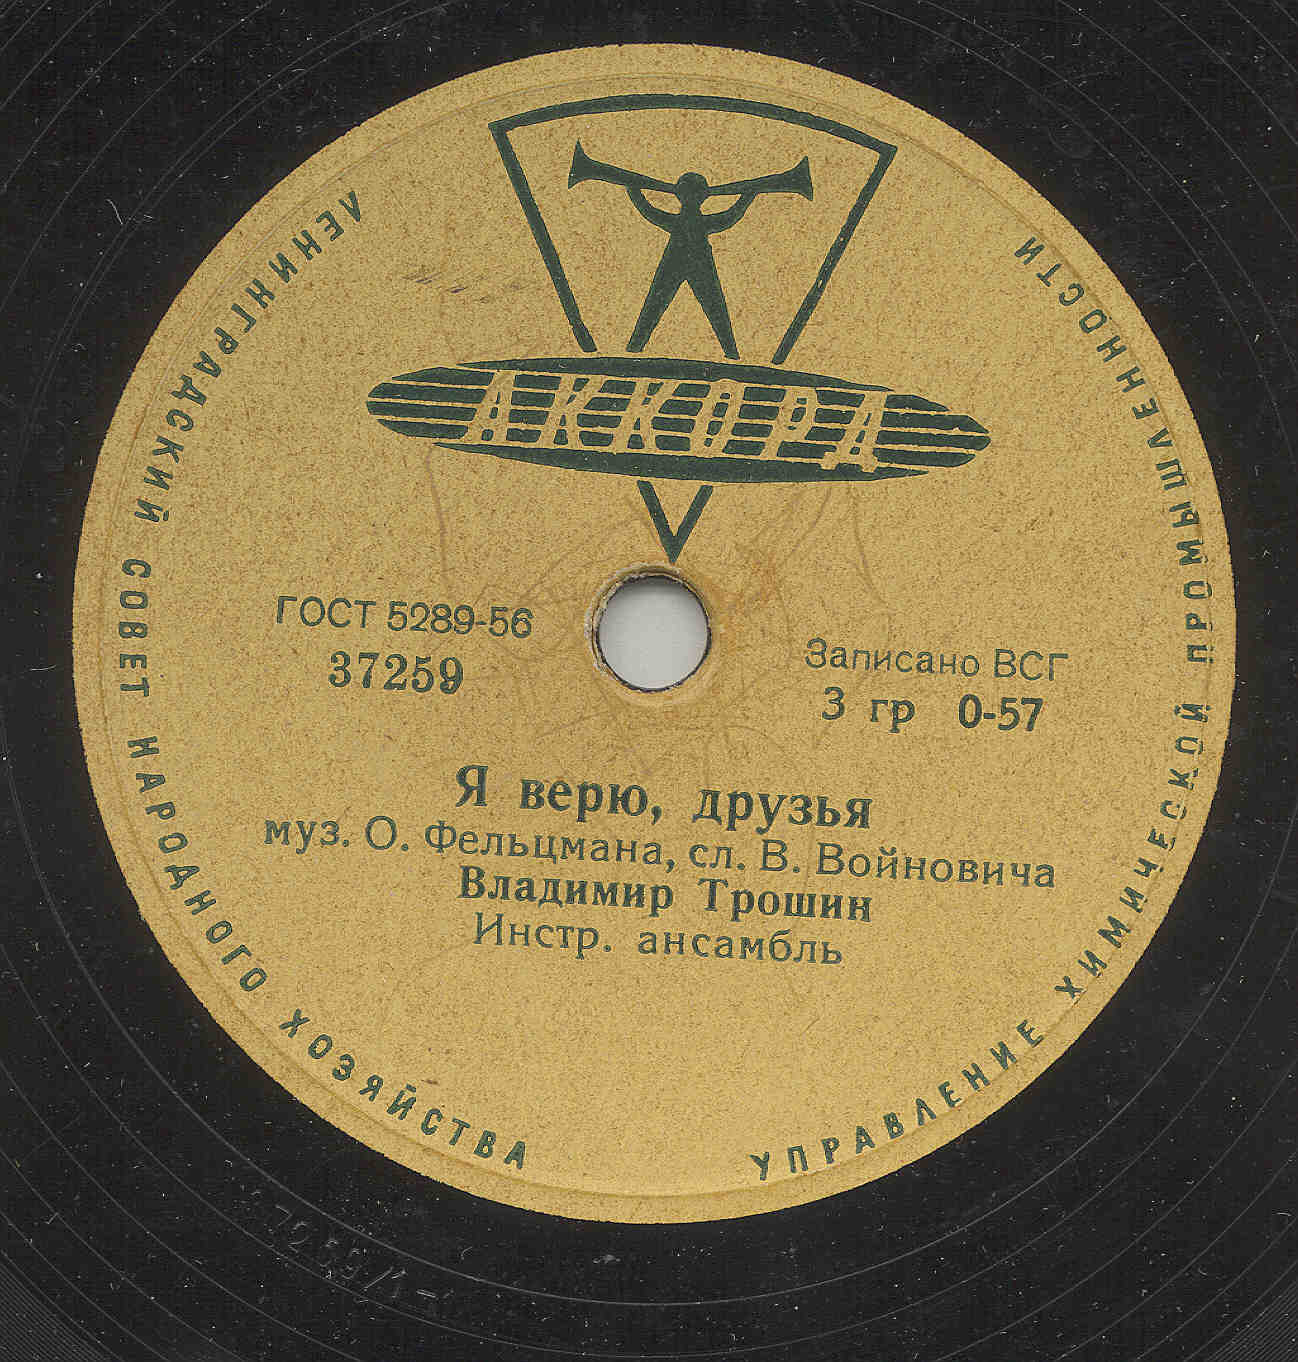 ЛЕНИНГРАДСКИЙ СОВЕТ НАРОДНОГО ХОЗЯЙСТВА
УПРАВЛЕНИЕ ХИМИЧЕСКОЙ ПРОМЫШЛЕННОСТИ
АККОРД
ГОСТ 5289-56
37259
Записано ВСГ
3 гр 0-57
Я верю, друзья
муз. О. Фельцмана, сл. В. Войновича
Владимир Трошин
Инстр. ансамбль